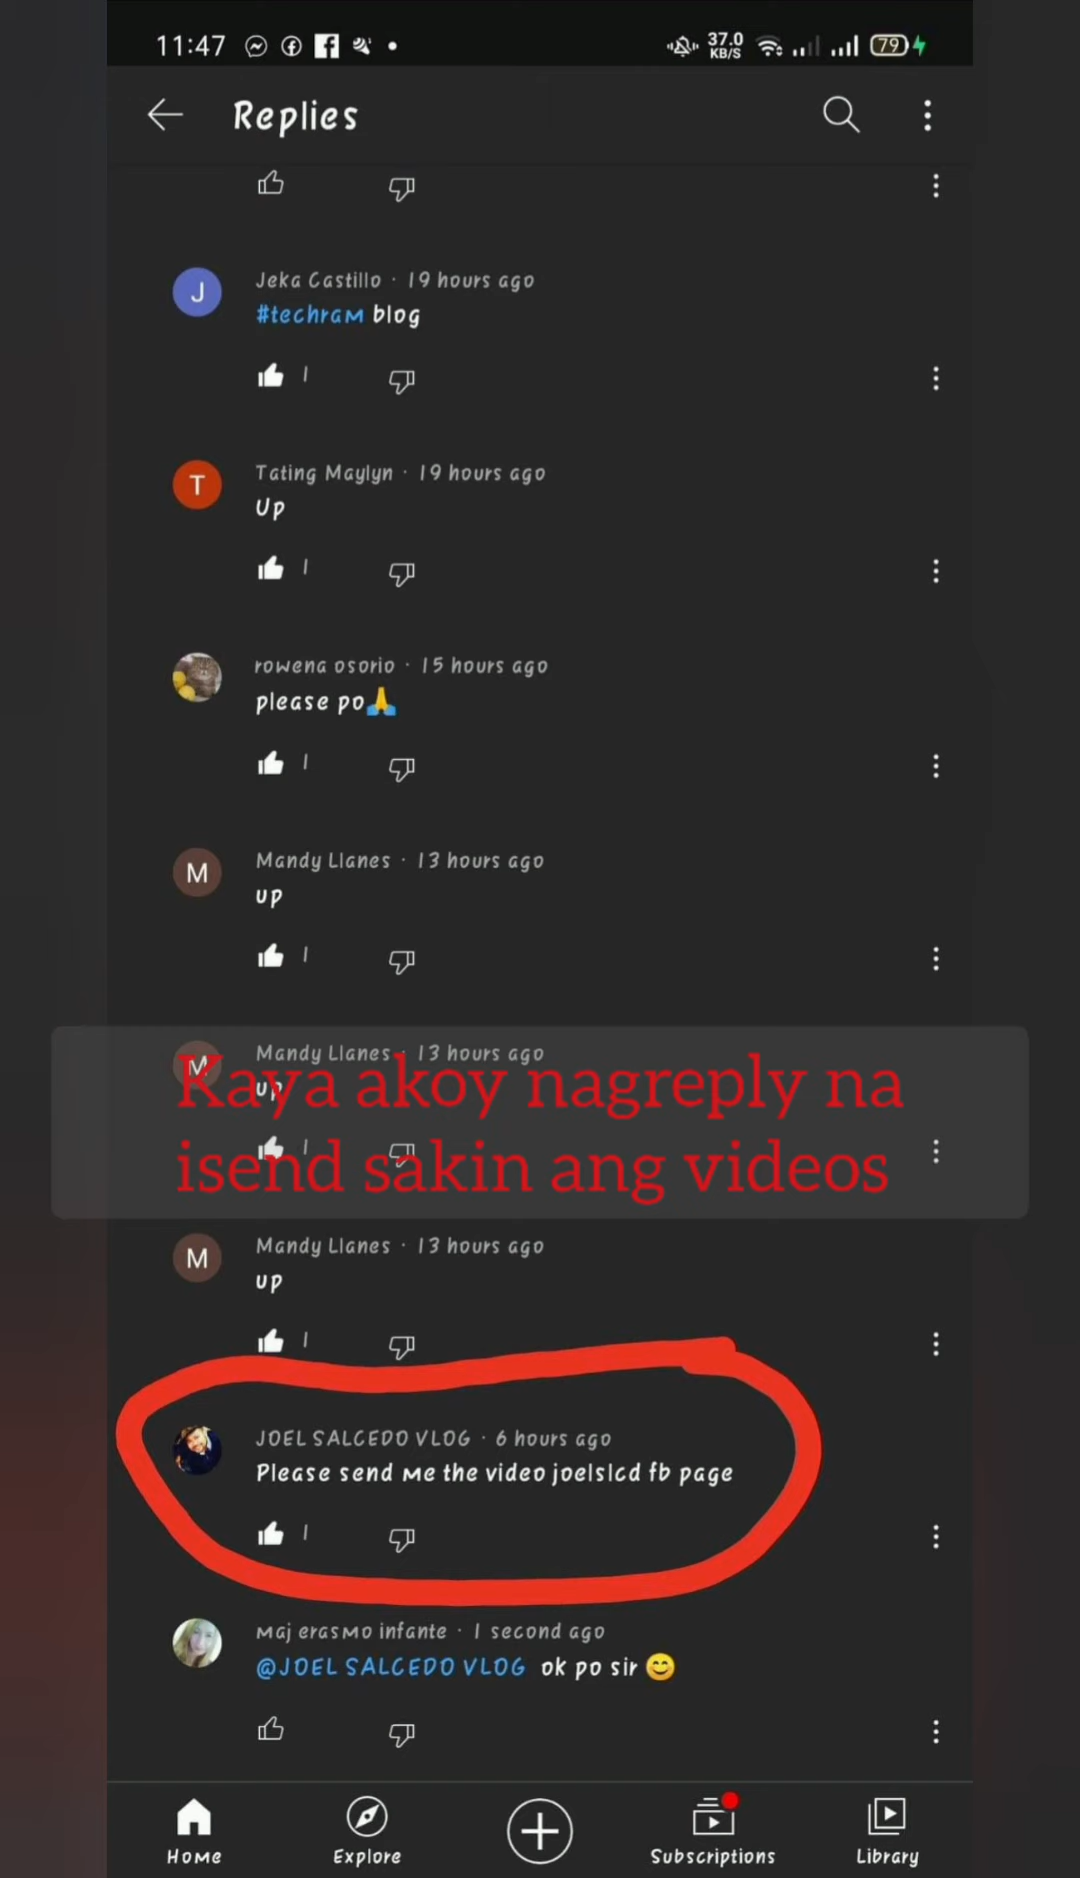 11:47
37.0
KB/S
79
Replies
Jeka Castillo · 19 hours ago
#techram blog
1
T
Tating Maylyn · 19 hours ago
Up
1
rowena osorio · 15 hours ago
please po🙏
1
M
Mandy Llanes · 13 hours ago
up
1
M
Mandy Llanes · 13 hours ago
up
1
Kaya akoy nagreply na
isend sakin ang videos
M
Mandy Llanes · 13 hours ago
up
1
JOEL SALCEDO VLOG · 6 hours ago
Please send me the video joelslcd fb page
1
maj erasmo infante · 1 second ago
@JOEL SALCEDO VLOG ok po sir 😊
Home
Explore
Subscriptions
Library